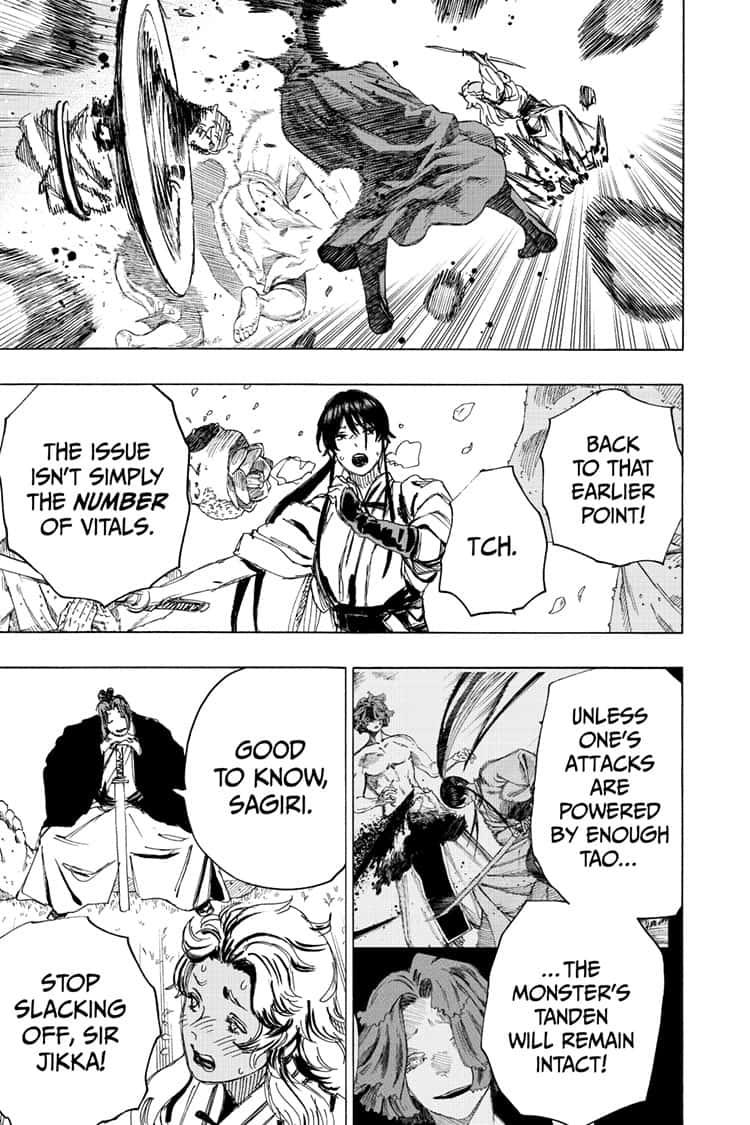 BACK
TO THAT
EARLIER
POINT!
TCH.
THE ISSUE
ISN'T SIMPLY
THE NUMBER
OF VITALS.
UNLESS
ONE'S
ATTACKS
ARE
POWERED
BY ENOUGH
TAO...
...THE
MONSTER'S
TANDEN
WILL REMAIN
INTACT!
GOOD
TO KNOW,
SAGIRI.
STOP
SLACKING
OFF, SIR
JIKKA!